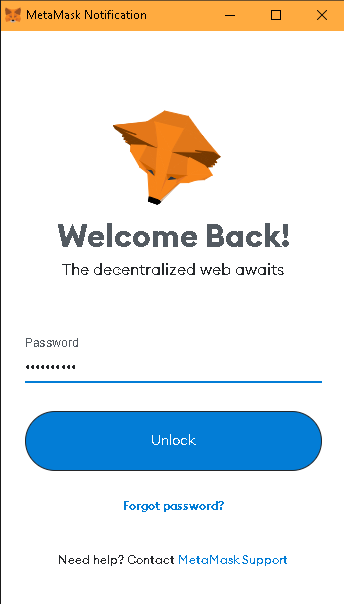 MetaMask Notification
Welcome Back!
The decentralized web awaits
Password
••••••••••
Unlock
Forgot password?
Need help? Contact MetaMask Support